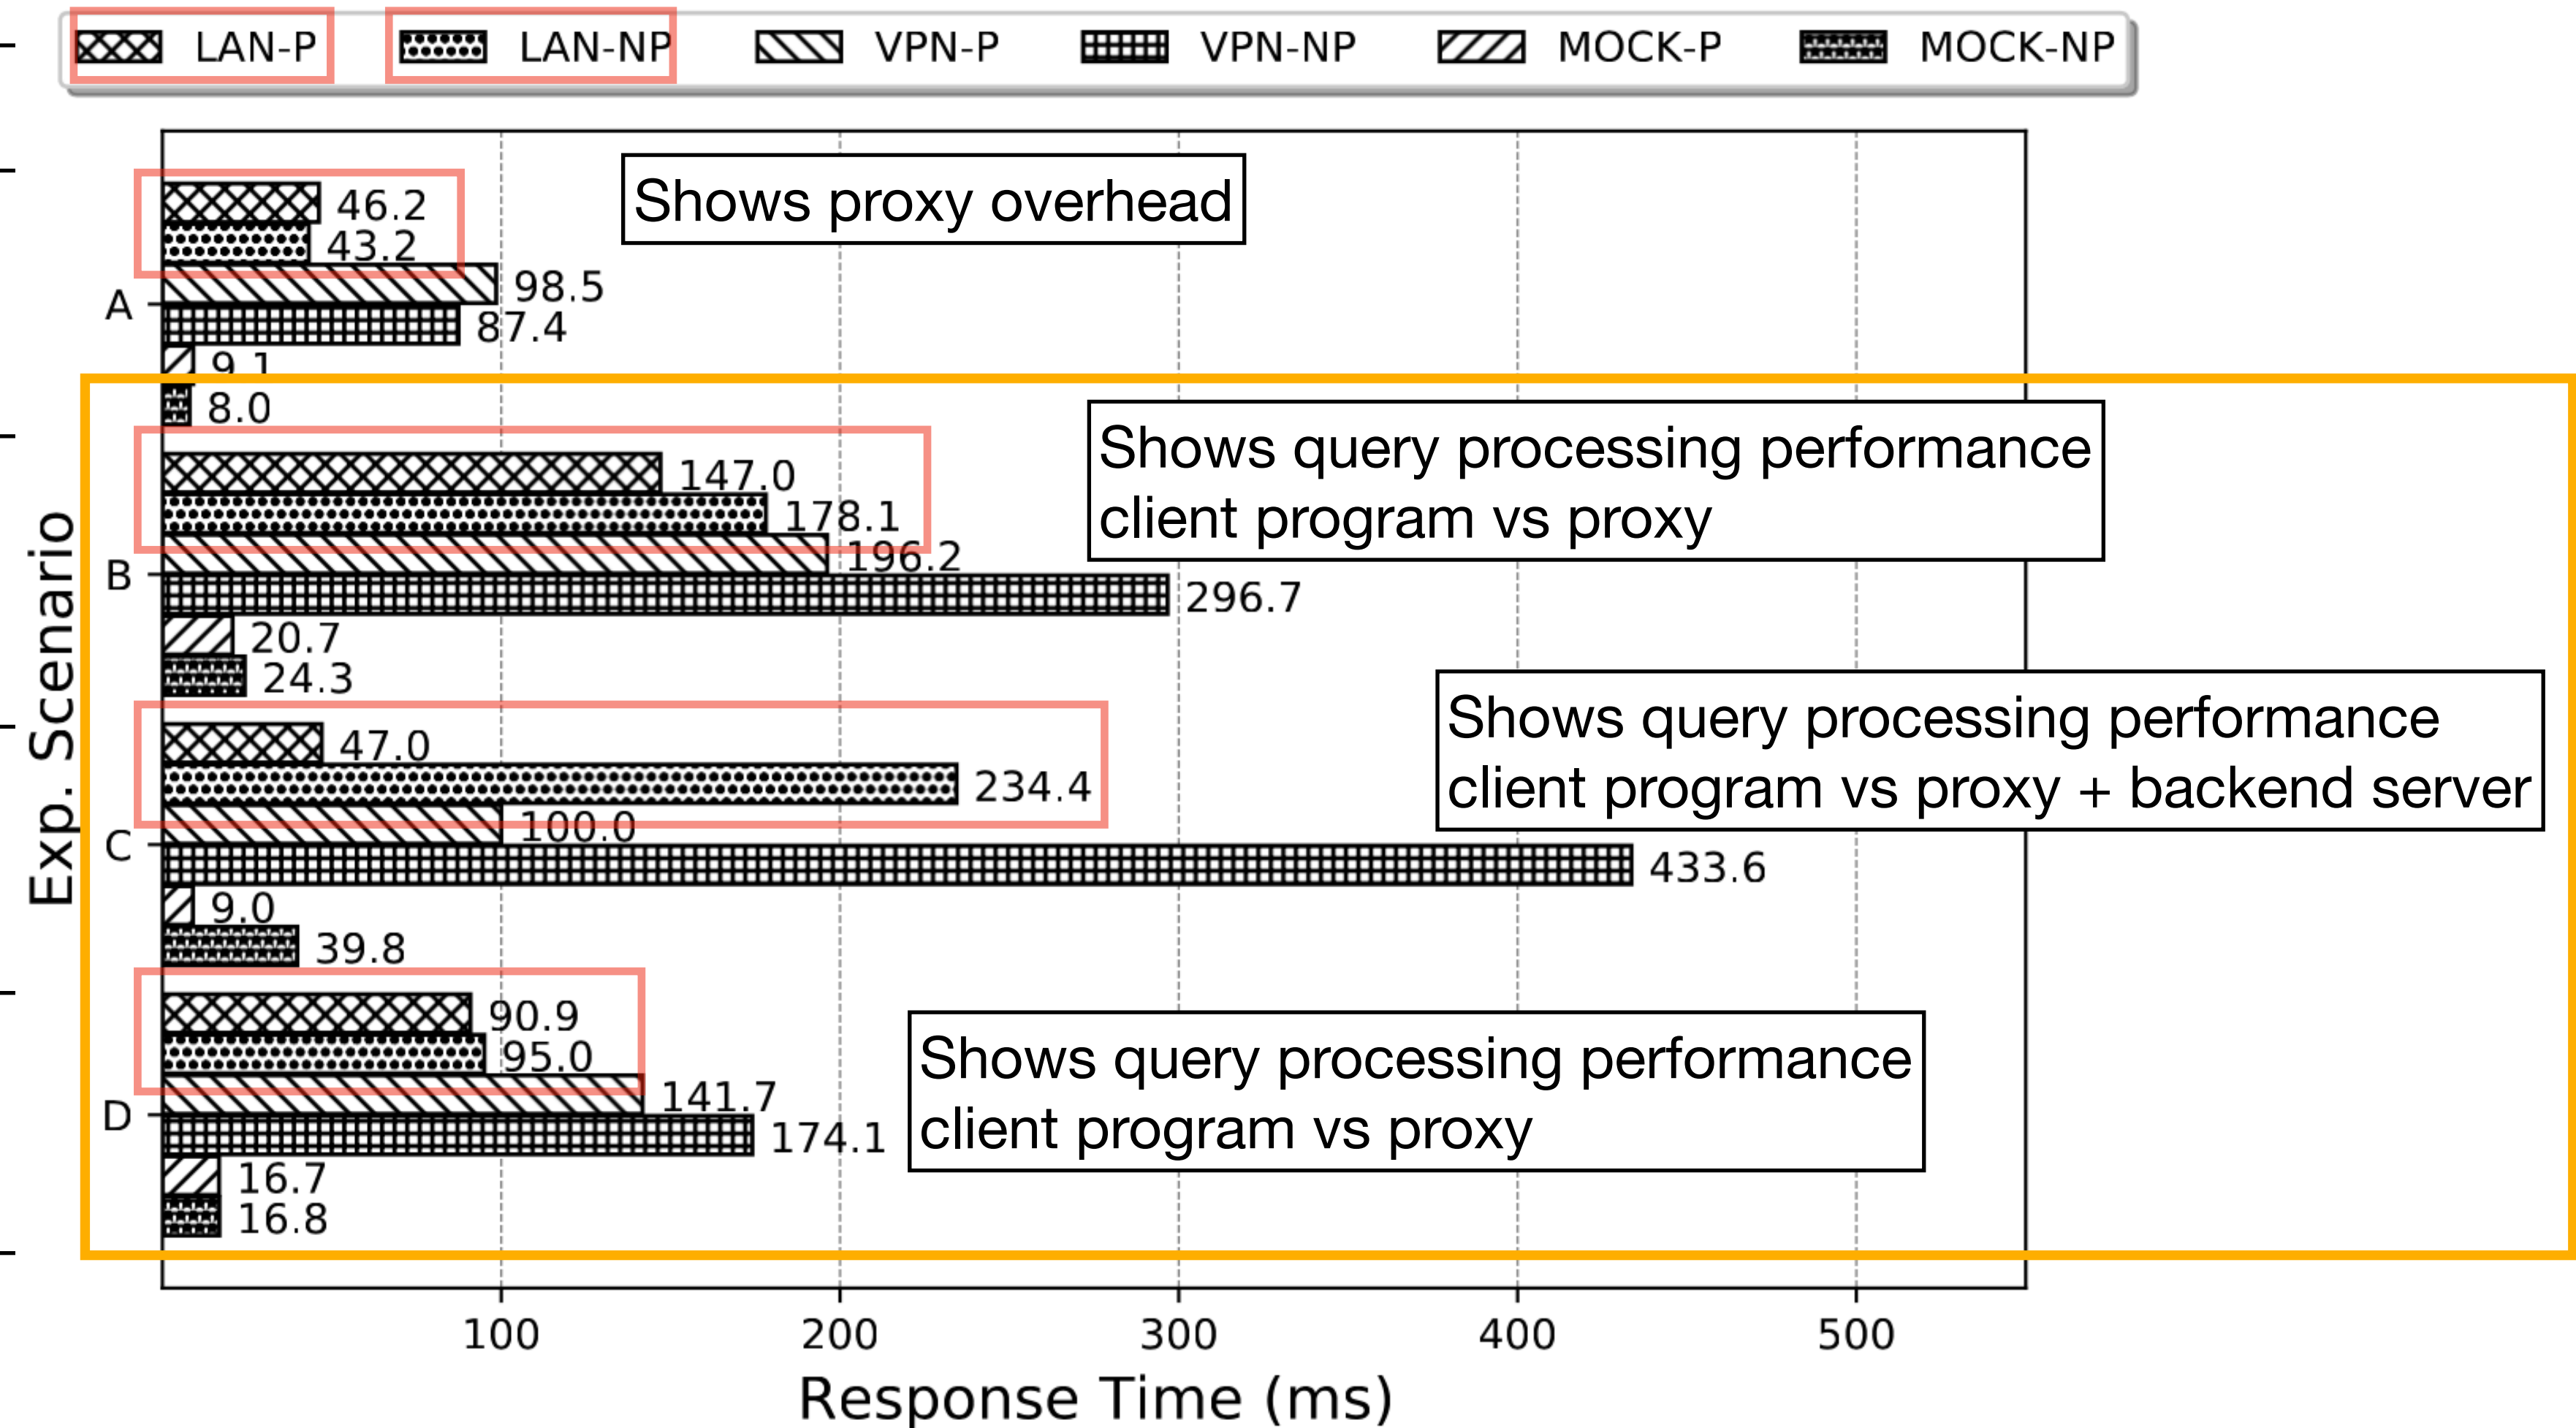 LAN-P LAN-NP VPN-P VPN-NP MOCK-P MOCK-NP
Shows proxy overhead
46.2
43.2
98.5
A
87.4
9.1
8.0
Shows query processing performance
client program vs proxy
147.0
178.1
196.2
B
296.7
20.7
24.3
Exp. Scenario
Shows query processing performance
client program vs proxy + backend server
47.0
234.4
100.0
C
433.6
9.0
39.8
Shows query processing performance
client program vs proxy
90.9
95.0
141.7
D
174.1
16.7
16.8
100 200 300 400 500
Response Time (ms)